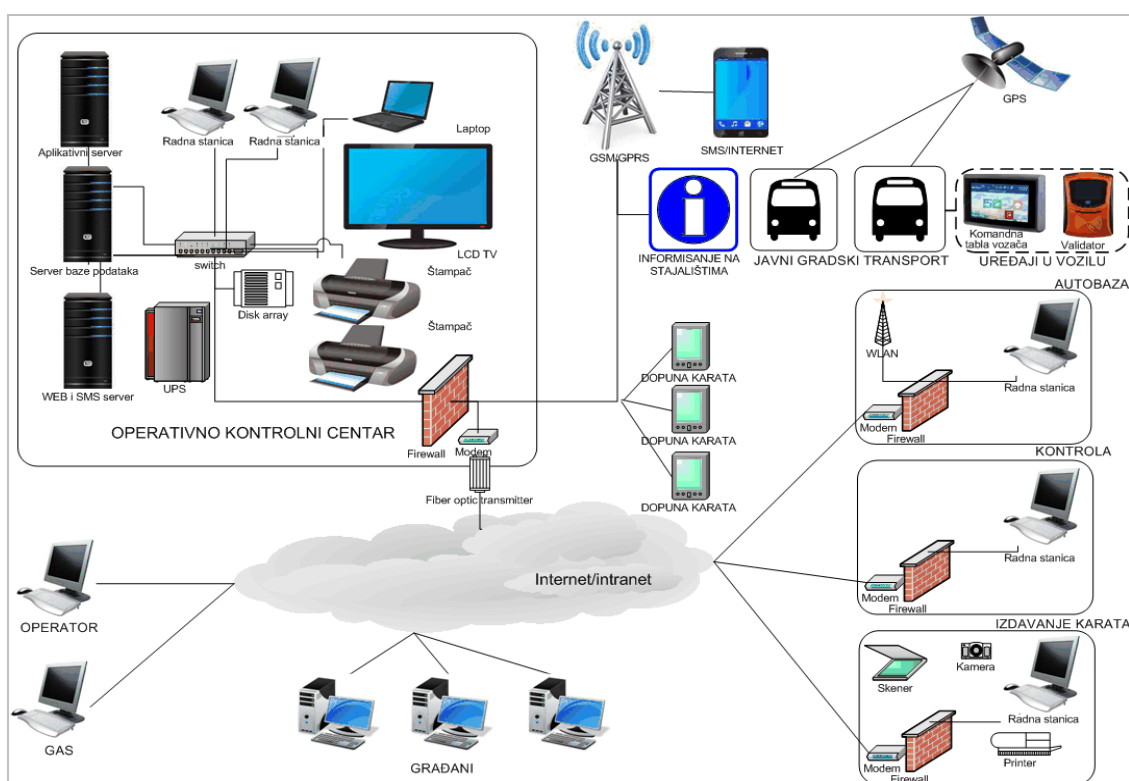 Aplikativni server
Radna stanica
Radna stanica
Laptop
Server baze podataka
switch
LCD TV
Disk array
Štampač
Štampač
WEB i SMS server
UPS
OPERATIVNO KONTROLNI CENTAR
Firewall
Modem
Fiber optic transmitter
GSM/GPRS
SMS/INTERNET
GPS
INFORMISANJE NA
STAJALIŠTIMA
JAVNI GRADSKI TRANSPORT
Komandna
tabla vozača
Validator
UREĐAJI U VOZILU
DOPUNA KARATA
DOPUNA KARATA
DOPUNA KARATA
AUTOBAZA
WLAN
Radna stanica
Modem
Firewall
KONTROLA
Radna stanica
Modem
Firewall
IZDAVANJE KARATA
Skener
Kamera
Radna stanica
Modem
Firewall
Printer
Internet/intranet
OPERATOR
GAS
GRAĐANI